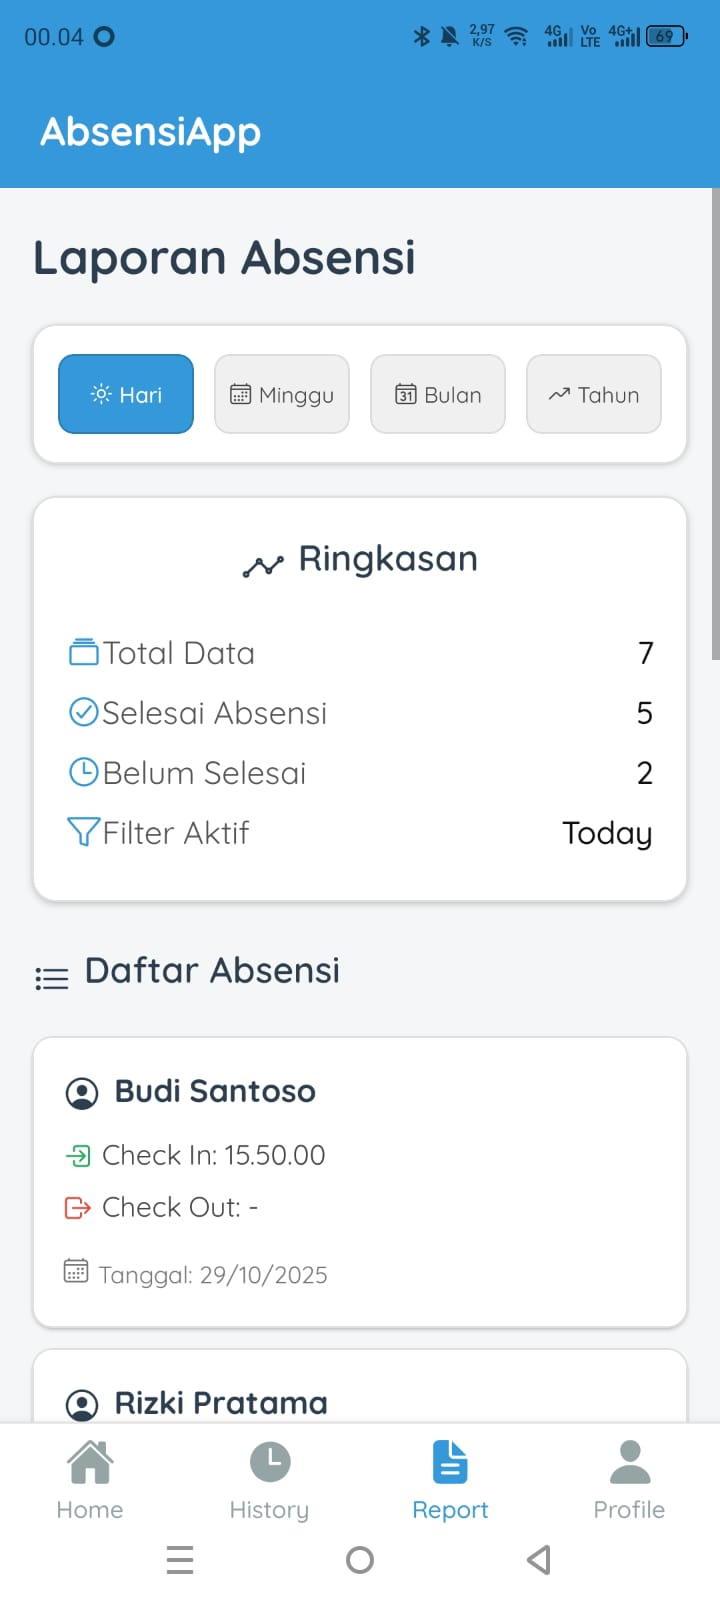 00.04 2,97 K/S 4G Vo LTE 4G+ 69
AbsensiApp
Laporan Absensi
Hari Minggu 31 Bulan Tahun
Ringkasan
Total Data 7
Selesai Absensi 5
Belum Selesai 2
Filter Aktif Today
Daftar Absensi
Budi Santoso
Check In: 15.50.00
Check Out: -
Tanggal: 29/10/2025
Rizki Pratama
Home History Report Profile